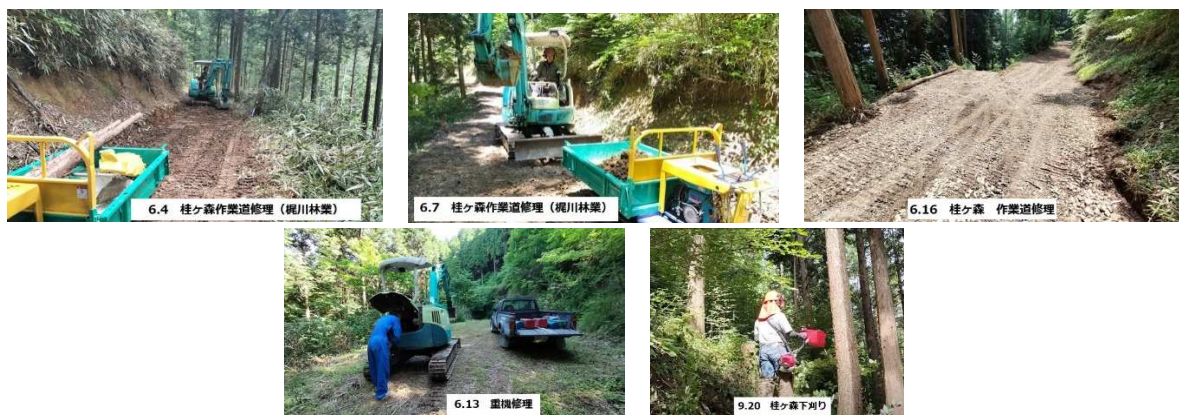 6.4 桂ヶ森作業道修理（梶川林業）
6.7 桂ヶ森作業道修理（梶川林業）
6.16 桂ヶ森 作業道修理
6.13 重機修理
9.20 桂ヶ森下刈り